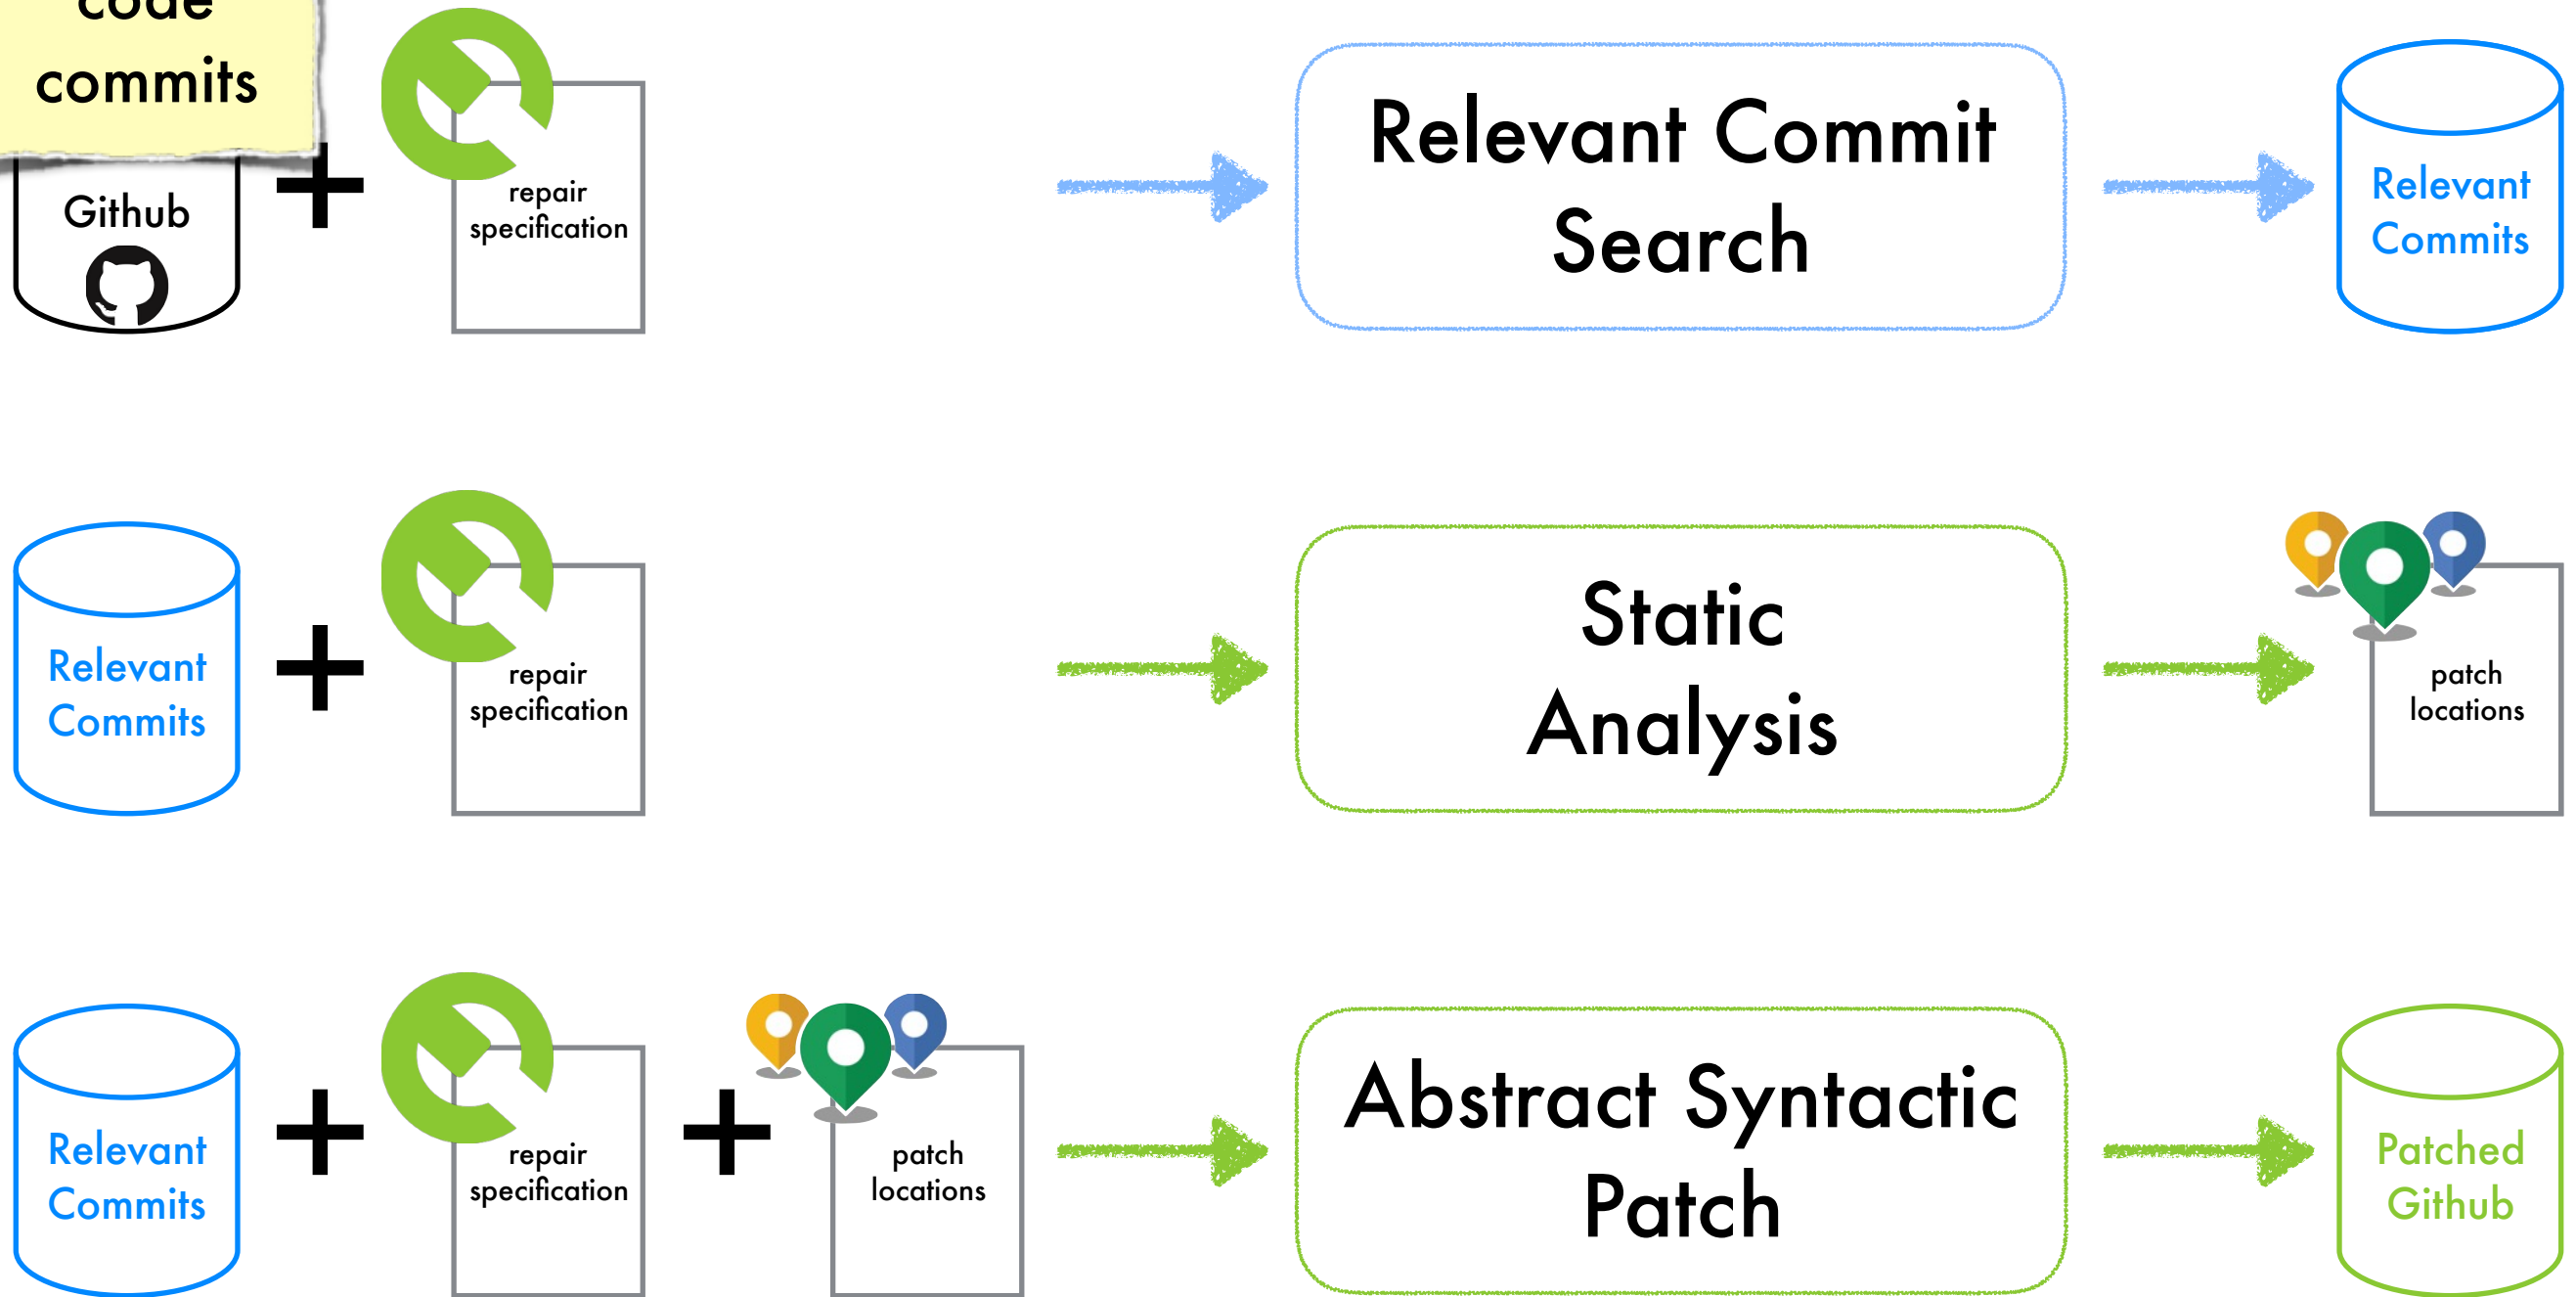 code
commits
Github
+
repair
specification
Relevant Commit
Search
Relevant
Commits
Relevant
Commits
+
repair
specification
Static
Analysis
patch
locations
Relevant
Commits
+
repair
specification
+
patch
locations
Abstract Syntactic
Patch
Patched
Github